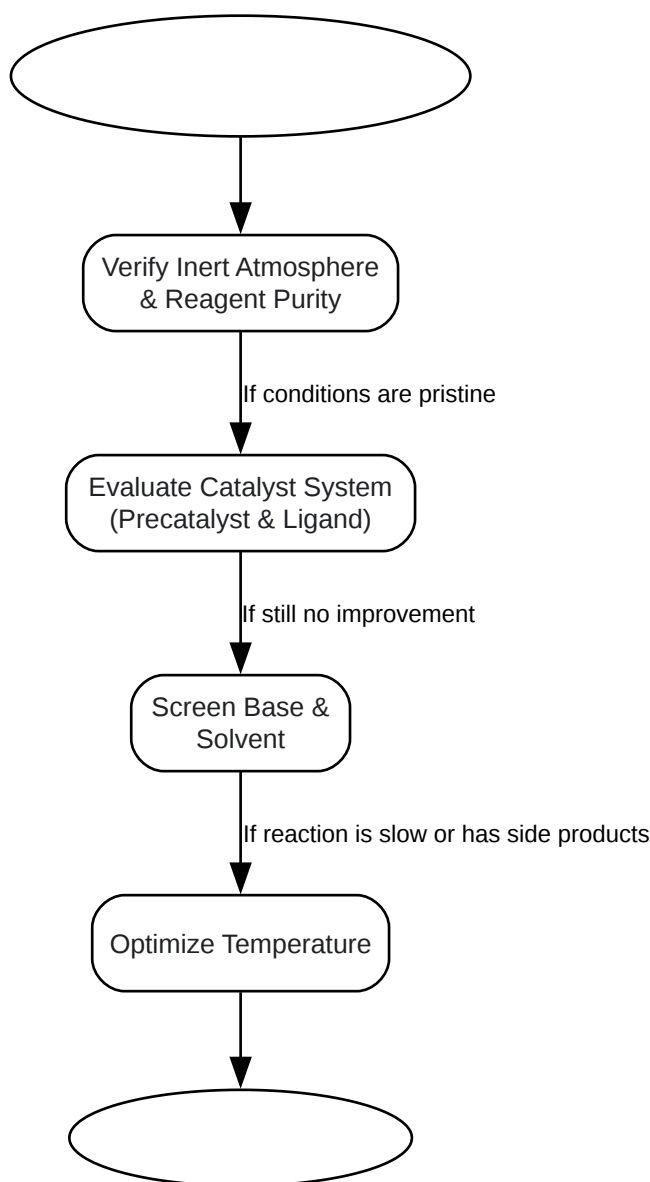 Verify Inert Atmosphere
& Reagent Purity
If conditions are pristine
Evaluate Catalyst System
(Precatalyst & Ligand)
If still no improvement
Screen Base &
Solvent
If reaction is slow or has side products
Optimize Temperature